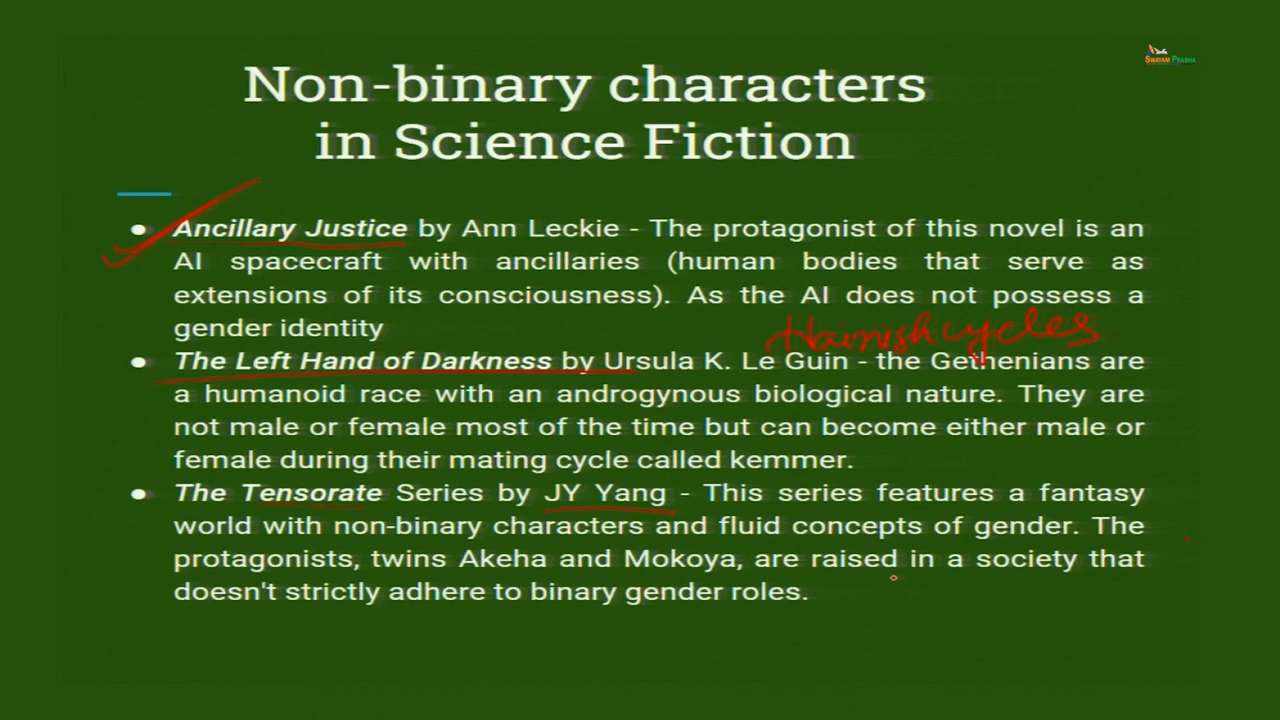 SWAYAM PRABHA
Non-binary characters
in Science Fiction
● Ancillary Justice by Ann Leckie - The protagonist of this novel is an
AI spacecraft with ancillaries (human bodies that serve as
extensions of its consciousness). As the AI does not possess a
gender identity
Hainish cycles
● The Left Hand of Darkness by Ursula K. Le Guin - the Gethenians are
a humanoid race with an androgynous biological nature. They are
not male or female most of the time but can become either male or
female during their mating cycle called kemmer.
● The Tensorate Series by JY Yang - This series features a fantasy
world with non-binary characters and fluid concepts of gender. The
protagonists, twins Akeha and Mokoya, are raised in a society that
doesn't strictly adhere to binary gender roles.